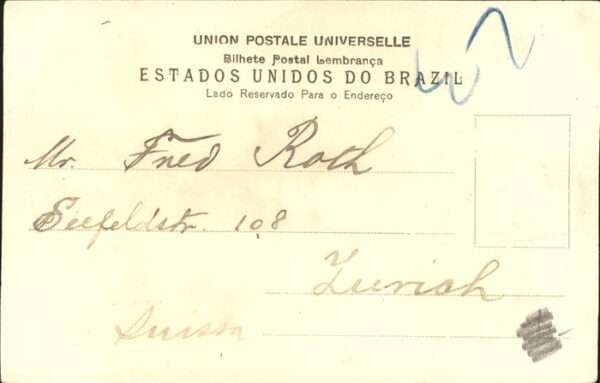 UNION POSTALE UNIVERSELLE
Bilhete Postal Lembrança
ESTADOS UNIDOS DO BRAZIL
Lado Reservado Para o Endereço
Mr. Fred Roth
Seefeldstr. 108
Zurich
Suissa